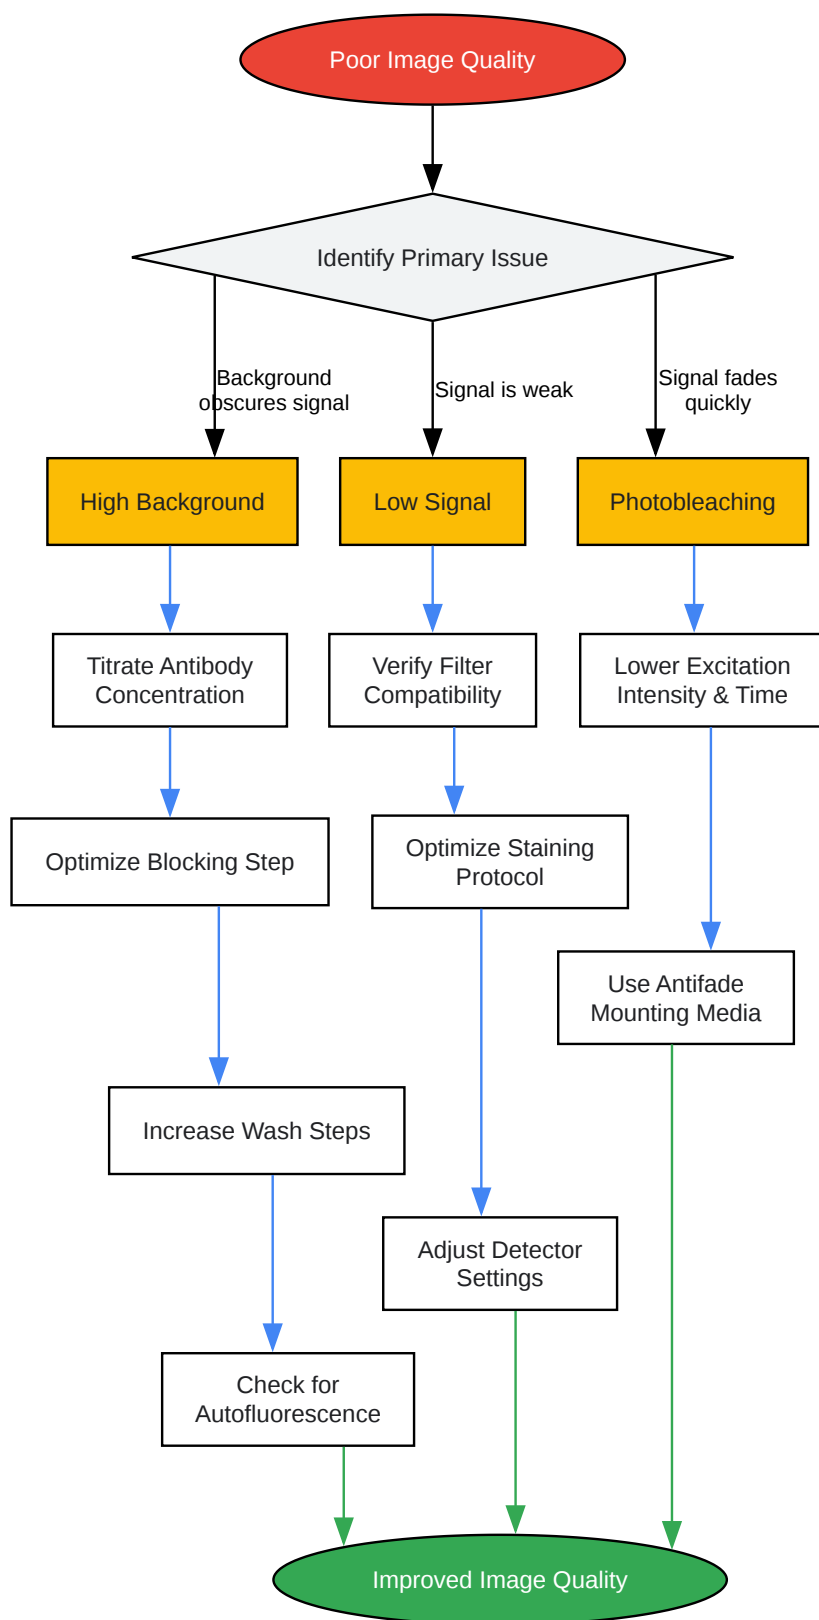 Poor Image Quality
Identify Primary Issue
Background
obscures signal
Signal is weak
Signal fades
quickly
High Background
Low Signal
Photobleaching
Titrate Antibody
Concentration
Verify Filter
Compatibility
Lower Excitation
Intensity & Time
Optimize Blocking Step
Optimize Staining
Protocol
Use Antifade
Mounting Media
Increase Wash Steps
Adjust Detector
Settings
Check for
Autofluorescence
Improved Image Quality